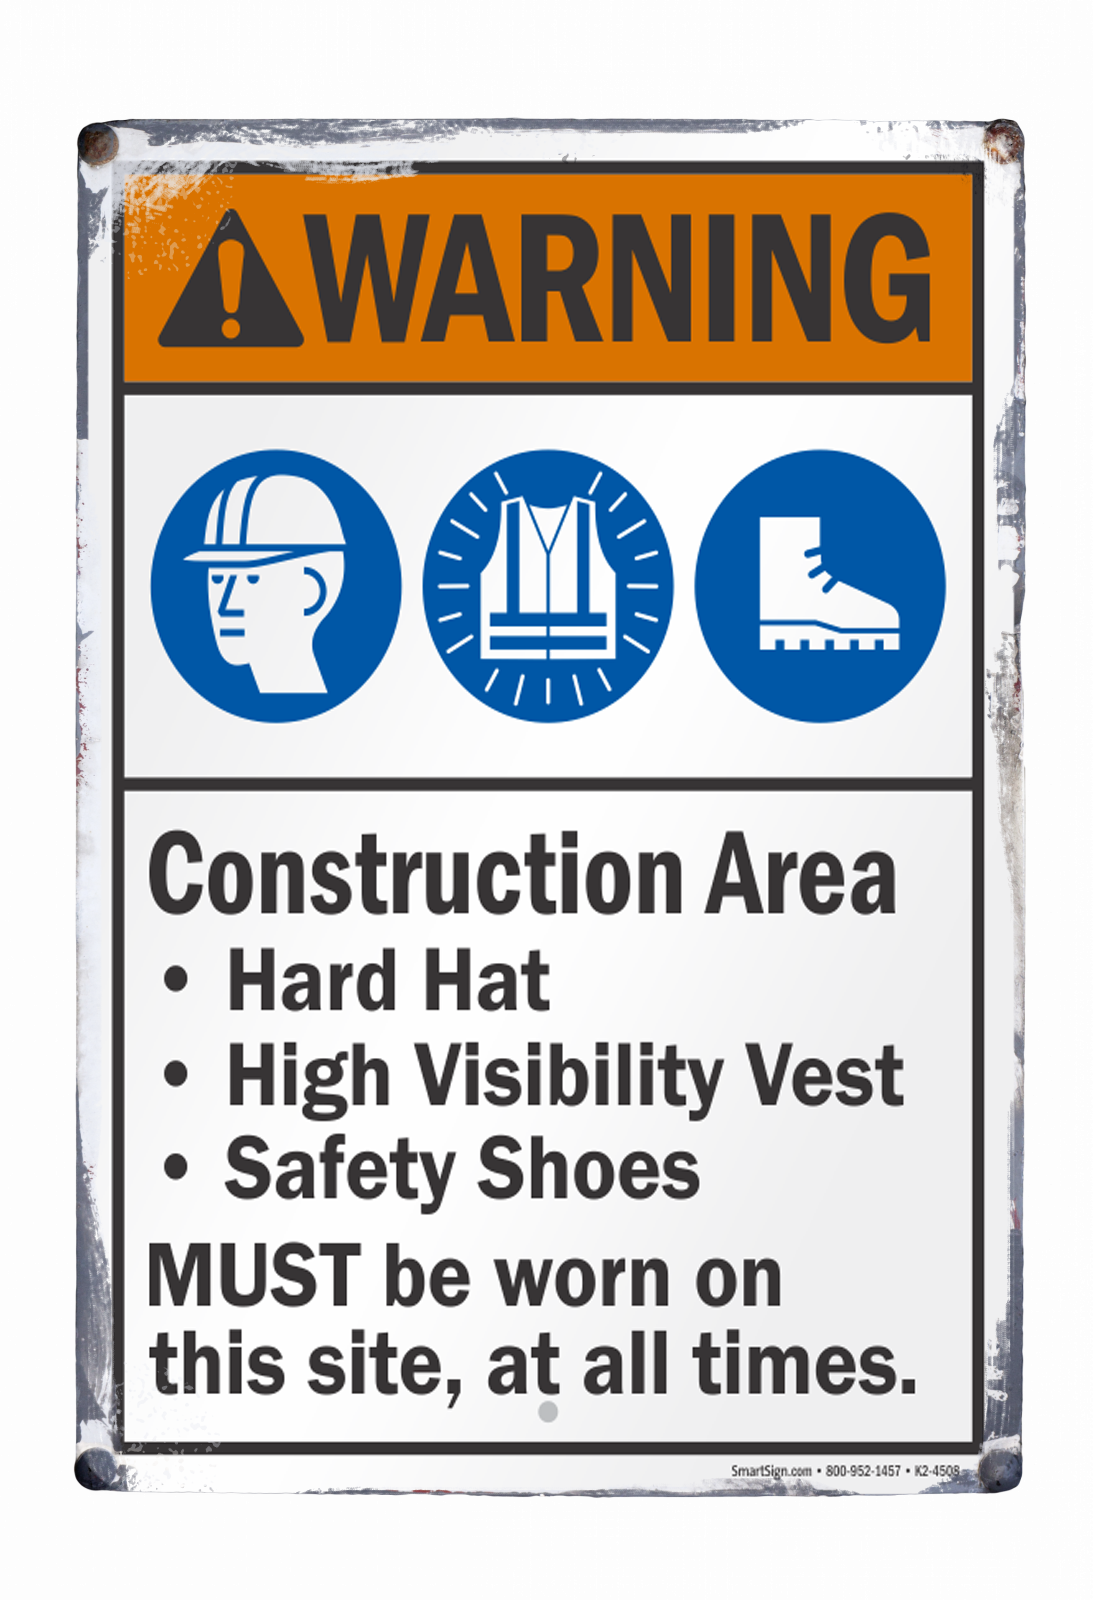 WARNING
Construction Area
• Hard Hat
• High Visibility Vest
• Safety Shoes
MUST be worn on
this site, at all times.
SmartSign.com • 800-952-1457 • K2-4508